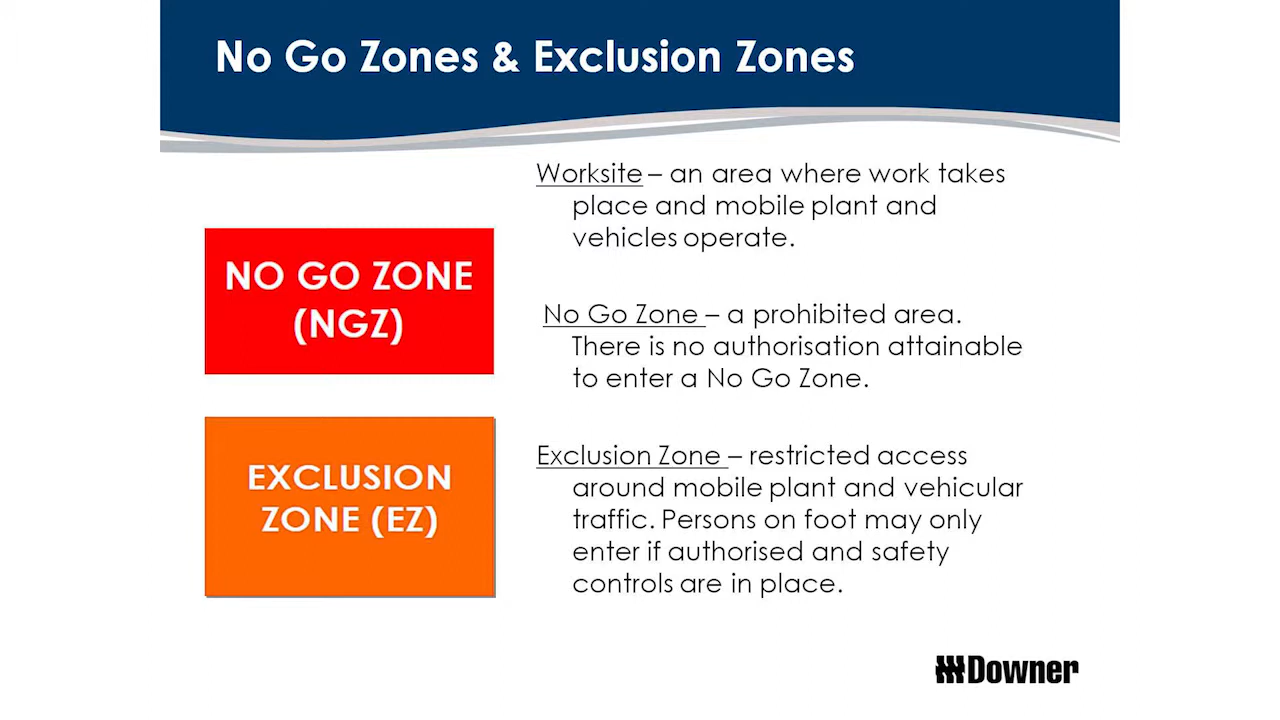 No Go Zones & Exclusion Zones
NO GO ZONE
(NGZ)
EXCLUSION
ZONE (EZ)
Worksite – an area where work takes
place and mobile plant and
vehicles operate.
No Go Zone – a prohibited area.
There is no authorisation attainable
to enter a No Go Zone.
Exclusion Zone – restricted access
around mobile plant and vehicular
traffic. Persons on foot may only
enter if authorised and safety
controls are in place.
Downer